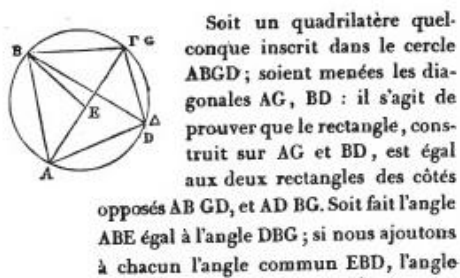 B
Γ G
E
Δ
D
A
Soit un quadrilatère quel-
conque inscrit dans le cercle
ABGD ; soient menées les dia-
gonales AG, BD : il s'agit de
prouver que le rectangle, cons-
truit sur AG et BD, est égal
aux deux rectangles des côtés
opposés AB GD, et AD BG. Soit fait l'angle
ABE égal à l'angle DBG ; si nous ajoutons
à chacun l'angle commun EBD, l'angle